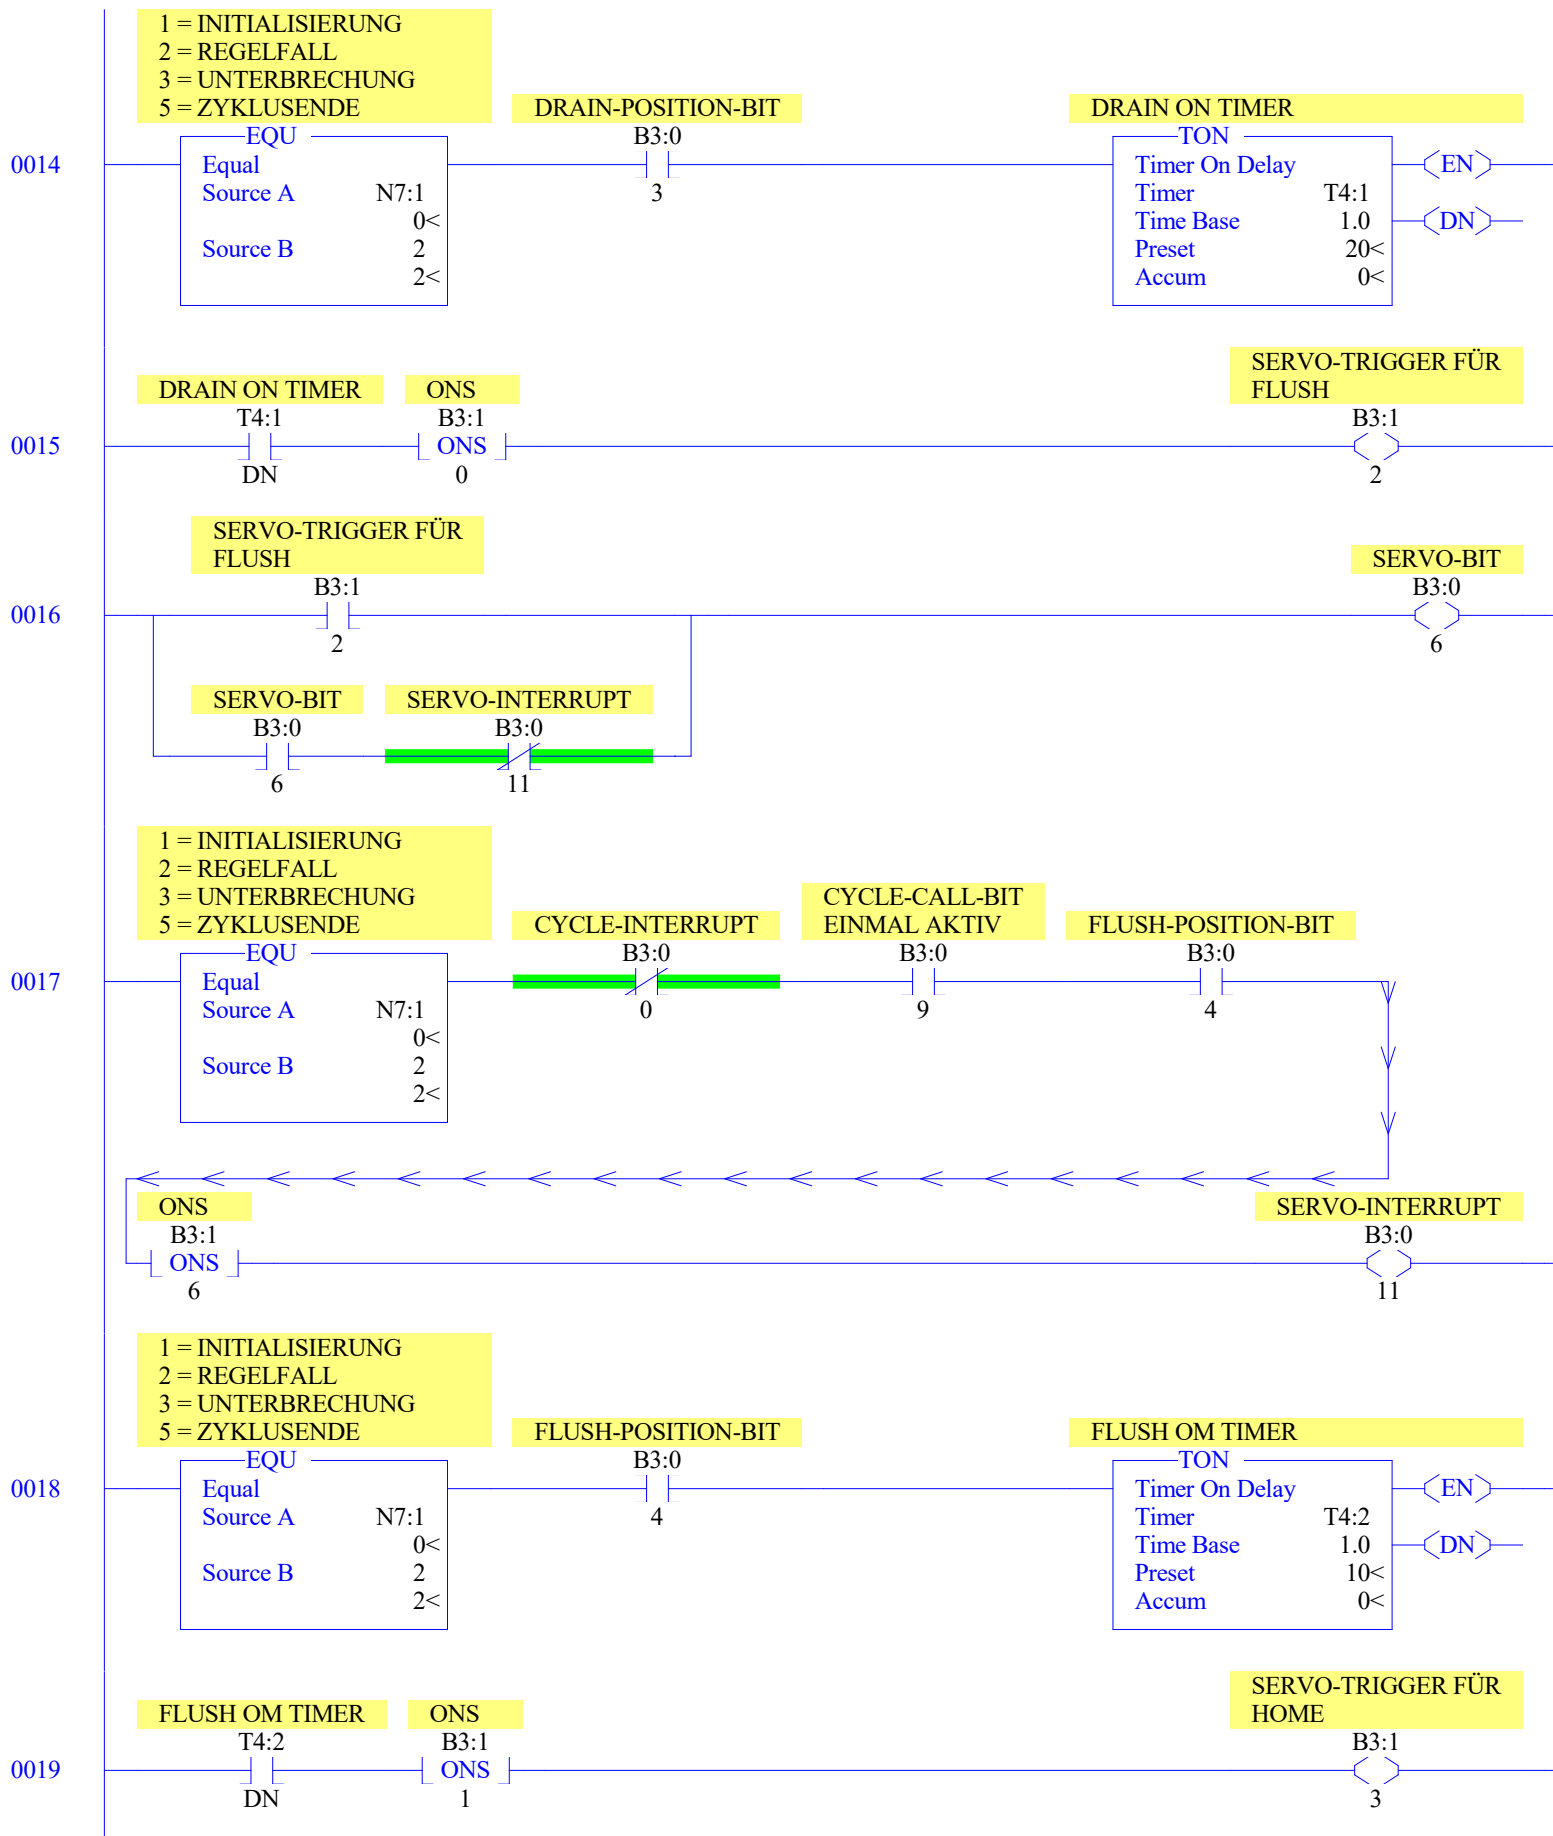 1 = INITIALISIERUNG
2 = REGELFALL
3 = UNTERBRECHUNG
5 = ZYKLUSENDE
DRAIN-POSITION-BIT
DRAIN ON TIMER
EQU
B3:0
TON
0014
Equal
Timer On Delay
EN
Source A N7:1
3
Timer T4:1
0<
Time Base 1.0
DN
Source B 2
Preset 20<
2<
Accum 0<
SERVO-TRIGGER FÜR
FLUSH
DRAIN ON TIMER
ONS
T4:1
B3:1
B3:1
0015
ONS
DN
0
2
SERVO-TRIGGER FÜR
FLUSH
SERVO-BIT
B3:1
B3:0
0016
2
6
SERVO-BIT
SERVO-INTERRUPT
B3:0
B3:0
6
11
1 = INITIALISIERUNG
2 = REGELFALL
3 = UNTERBRECHUNG
5 = ZYKLUSENDE
CYCLE-INTERRUPT
CYCLE-CALL-BIT
EINMAL AKTIV
FLUSH-POSITION-BIT
EQU
B3:0
B3:0
B3:0
0017
Equal
Source A N7:1
0
9
4
0<
Source B 2
2<
ONS
SERVO-INTERRUPT
B3:1
B3:0
ONS
6
11
1 = INITIALISIERUNG
2 = REGELFALL
3 = UNTERBRECHUNG
5 = ZYKLUSENDE
FLUSH-POSITION-BIT
FLUSH OM TIMER
EQU
B3:0
TON
0018
Equal
Timer On Delay
EN
Source A N7:1
4
Timer T4:2
0<
Time Base 1.0
DN
Source B 2
Preset 10<
2<
Accum 0<
SERVO-TRIGGER FÜR
HOME
FLUSH OM TIMER
ONS
T4:2
B3:1
B3:1
0019
ONS
DN
1
3